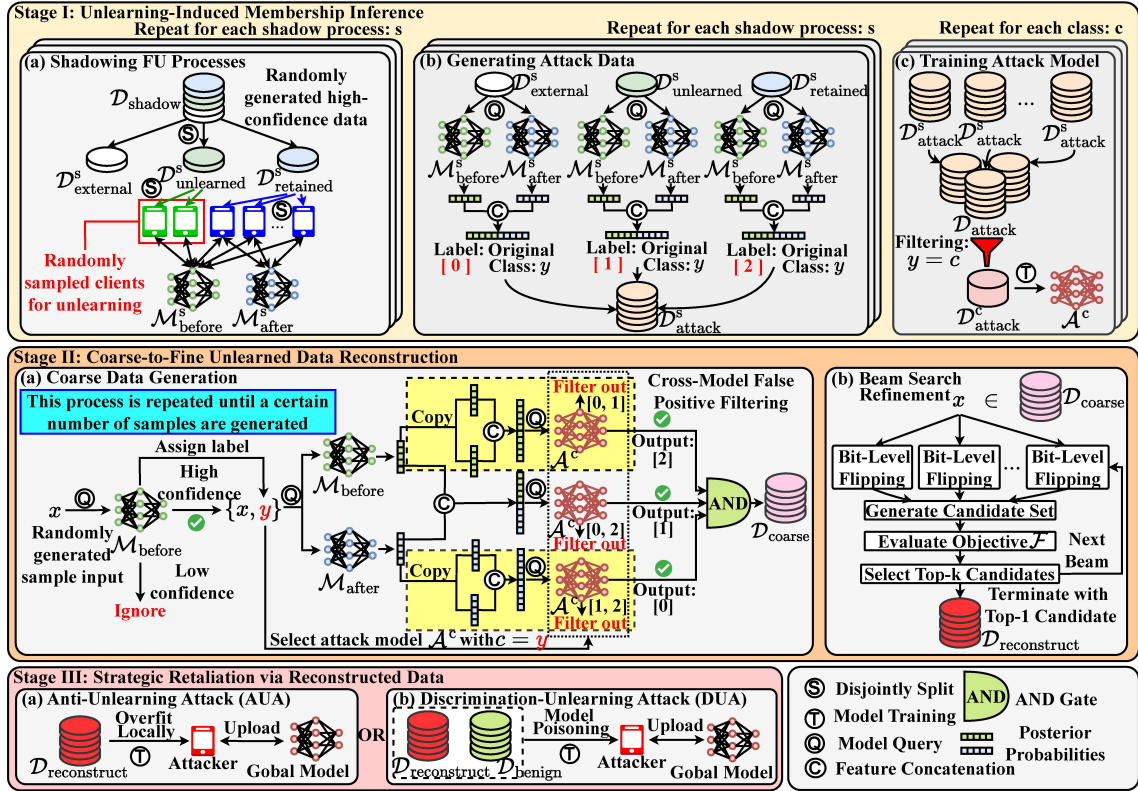 Stage I: Unlearning-Induced Membership Inference
Repeat for each shadow process: s
(a) Shadowing FU Processes
D_shadow
Randomly
generated high-
confidence data
S
D^s_external
D^s_unlearned
D^s_retained
S
S
...
Randomly
sampled clients
for unlearning
M^s_before
M^s_after
Repeat for each shadow process: s
(b) Generating Attack Data
D^s_external
D^s_unlearned
D^s_retained
Q
Q
Q
M^s_before
M^s_after
M^s_before
M^s_after
M^s_before
M^s_after
C
C
C
Label: Original
[ 0 ] Class: y
Label: Original
[ 1 ] Class: y
Label: Original
[ 2 ] Class: y
D^s_attack
Repeat for each class: c
(c) Training Attack Model
...
D^s_attack
D^s_attack
D^s_attack
D_attack
Filtering:
y = c
T
D^c_attack
A^c
Stage II: Coarse-to-Fine Unlearned Data Reconstruction
(a) Coarse Data Generation
This process is repeated until a certain
number of samples are generated
Assign label
High
confidence
x
Q
{x, y}
Q
Randomly
generated
sample input
M_before
Low
confidence
Ignore
M_before
M_after
Copy
C
Q
Filter out
[0, 1]
A^c
C
Q
A^c
[0, 2]
Filter out
Copy
C
Q
A^c
[1, 2]
Filter out
Select attack model A^c with c = y
Cross-Model False
Positive Filtering
Output:
[2]
Output:
[1]
Output:
[0]
AND
D_coarse
(b) Beam Search
Refinement
x ∈ D_coarse
Bit-Level
Flipping
Bit-Level
Flipping
...
Bit-Level
Flipping
Generate Candidate Set
Evaluate Objective F
Select Top-k Candidates
Next
Beam
Terminate with
Top-1 Candidate
D_reconstruct
Stage III: Strategic Retaliation via Reconstructed Data
(a) Anti-Unlearning Attack (AUA)
D_reconstruct
Overfit
Locally
T
Attacker
Upload
Gobal Model
OR
(b) Discrimination-Unlearning Attack (DUA)
D_reconstruct
D_benign
Model
Poisoning
T
Attacker
Upload
Gobal Model
S Disjointly Split
T Model Training
Q Model Query
C Feature Concatenation
AND
AND Gate
Posterior
Probabilities